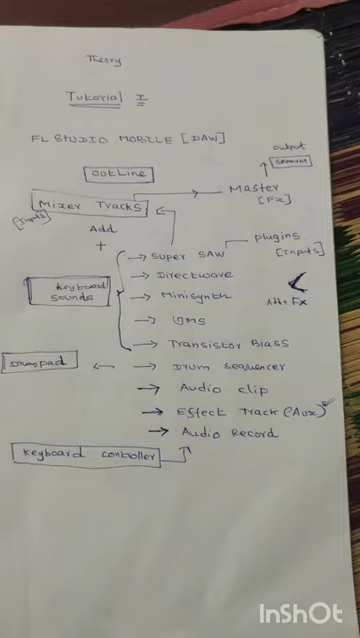 Theory
Tutorial I
FL STUDIO MOBILE [DAW]
output
OUTLINE
Master
[Fx]
Mixer Tracks
[Inputs]
Add
+
plugins
[Inputs]
Super SAW
Directwave
Keyboard
sounds
Minisynth
Add Fx
GMS
Transistor Bass
Drumpad
Drum sequencer
Audio clip
Effect Track (Aux)
Audio Record
Keyboard controller
InShOt